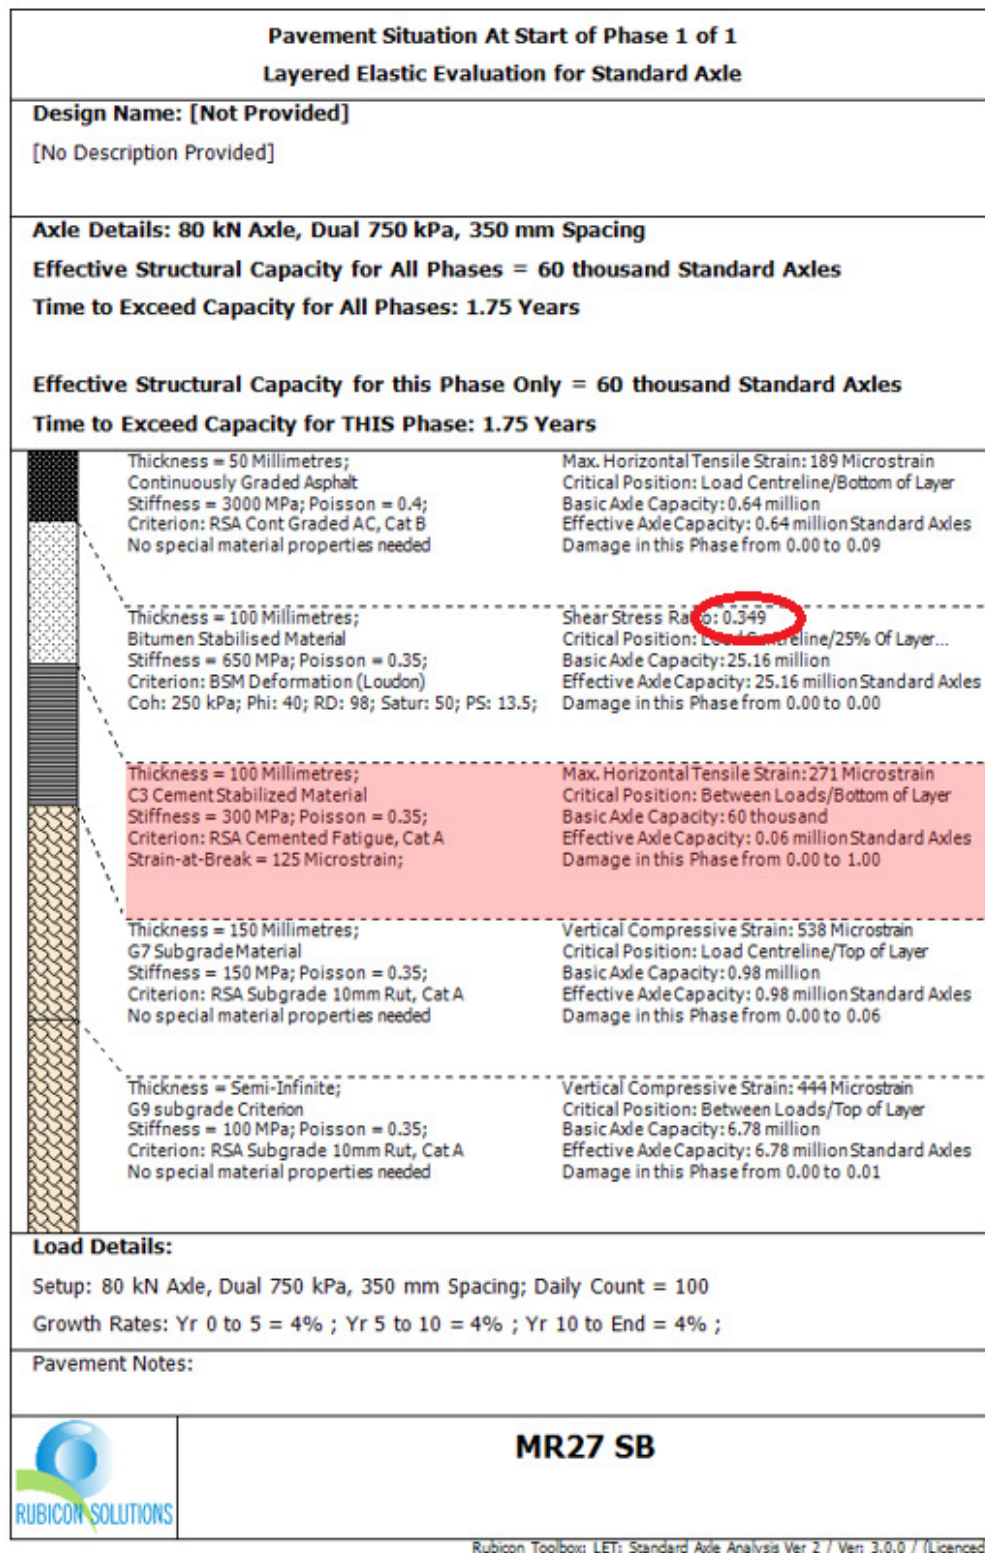 Pavement Situation At Start of Phase 1 of 1
Layered Elastic Evaluation for Standard Axle
Design Name: [Not Provided]
[No Description Provided]
Axle Details: 80 kN Axle, Dual 750 kPa, 350 mm Spacing
Effective Structural Capacity for All Phases = 60 thousand Standard Axles
Time to Exceed Capacity for All Phases: 1.75 Years
Effective Structural Capacity for this Phase Only = 60 thousand Standard Axles
Time to Exceed Capacity for THIS Phase: 1.75 Years
Thickness = 50 Millimetres;
Continuously Graded Asphalt
Stiffness = 3000 MPa; Poisson = 0.4;
Criterion: RSA Cont Graded AC, Cat B
No special material properties needed
Max. Horizontal Tensile Strain: 189 Microstrain
Critical Position: Load Centreline/Bottom of Layer
Basic Axle Capacity: 0.64 million
Effective Axle Capacity: 0.64 million Standard Axles
Damage in this Phase from 0.00 to 0.09
Thickness = 100 Millimetres;
Bitumen Stabilised Material
Stiffness = 650 MPa; Poisson = 0.35;
Criterion: BSM Deformation (Loudon)
Coh: 250 kPa; Phi: 40; RD: 98; Satur: 50; PS: 13.5;
Shear Stress Ratio: 0.349
Critical Position: Load Centreline/25% Of Layer...
Basic Axle Capacity: 25.16 million
Effective Axle Capacity: 25.16 million Standard Axles
Damage in this Phase from 0.00 to 0.00
Thickness = 100 Millimetres;
C3 Cement Stabilized Material
Stiffness = 300 MPa; Poisson = 0.35;
Criterion: RSA Cemented Fatigue, Cat A
Strain-at-Break = 125 Microstrain;
Max. Horizontal Tensile Strain: 271 Microstrain
Critical Position: Between Loads/Bottom of Layer
Basic Axle Capacity: 60 thousand
Effective Axle Capacity: 0.06 million Standard Axles
Damage in this Phase from 0.00 to 1.00
Thickness = 150 Millimetres;
G7 Subgrade Material
Stiffness = 150 MPa; Poisson = 0.35;
Criterion: RSA Subgrade 10mm Rut, Cat A
No special material properties needed
Vertical Compressive Strain: 538 Microstrain
Critical Position: Load Centreline/Top of Layer
Basic Axle Capacity: 0.98 million
Effective Axle Capacity: 0.98 million Standard Axles
Damage in this Phase from 0.00 to 0.06
Thickness = Semi-Infinite;
G9 subgrade Criterion
Stiffness = 100 MPa; Poisson = 0.35;
Criterion: RSA Subgrade 10mm Rut, Cat A
No special material properties needed
Vertical Compressive Strain: 444 Microstrain
Critical Position: Between Loads/Top of Layer
Basic Axle Capacity: 6.78 million
Effective Axle Capacity: 6.78 million Standard Axles
Damage in this Phase from 0.00 to 0.01
Load Details:
Setup: 80 kN Axle, Dual 750 kPa, 350 mm Spacing; Daily Count = 100
Growth Rates: Yr 0 to 5 = 4% ; Yr 5 to 10 = 4% ; Yr 10 to End = 4% ;
Pavement Notes:
RUBICON SOLUTIONS
MR27 SB
Rubicon Toolbox: LET: Standard Axle Analysis Ver 2 / Ver: 3.0.0 / (Licenced